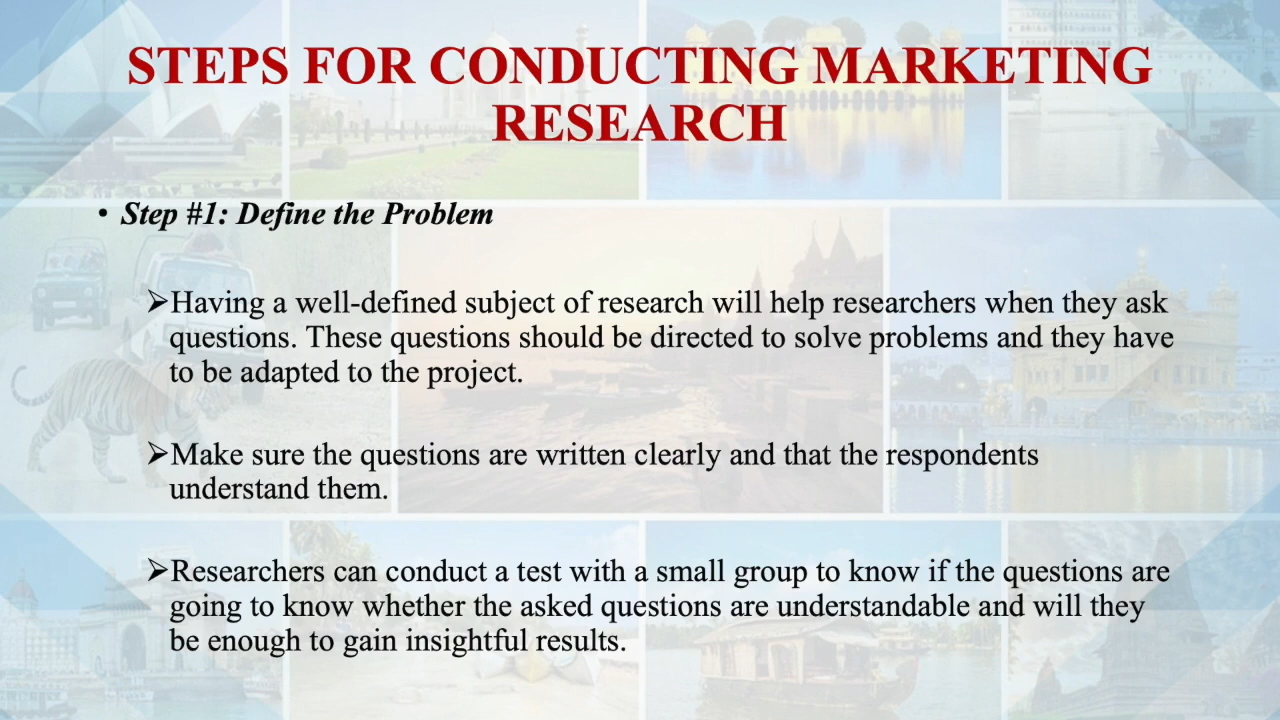 STEPS FOR CONDUCTING MARKETING
RESEARCH
• Step #1: Define the Problem
➢Having a well-defined subject of research will help researchers when they ask
questions. These questions should be directed to solve problems and they have
to be adapted to the project.
➢Make sure the questions are written clearly and that the respondents
understand them.
➢Researchers can conduct a test with a small group to know if the questions are
going to know whether the asked questions are understandable and will they
be enough to gain insightful results.